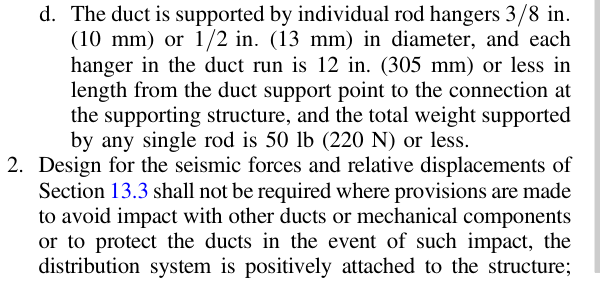 d. The duct is supported by individual rod hangers 3/8 in.
(10 mm) or 1/2 in. (13 mm) in diameter, and each
hanger in the duct run is 12 in. (305 mm) or less in
length from the duct support point to the connection at
the supporting structure, and the total weight supported
by any single rod is 50 lb (220 N) or less.
2. Design for the seismic forces and relative displacements of
Section 13.3 shall not be required where provisions are made
to avoid impact with other ducts or mechanical components
or to protect the ducts in the event of such impact, the
distribution system is positively attached to the structure;